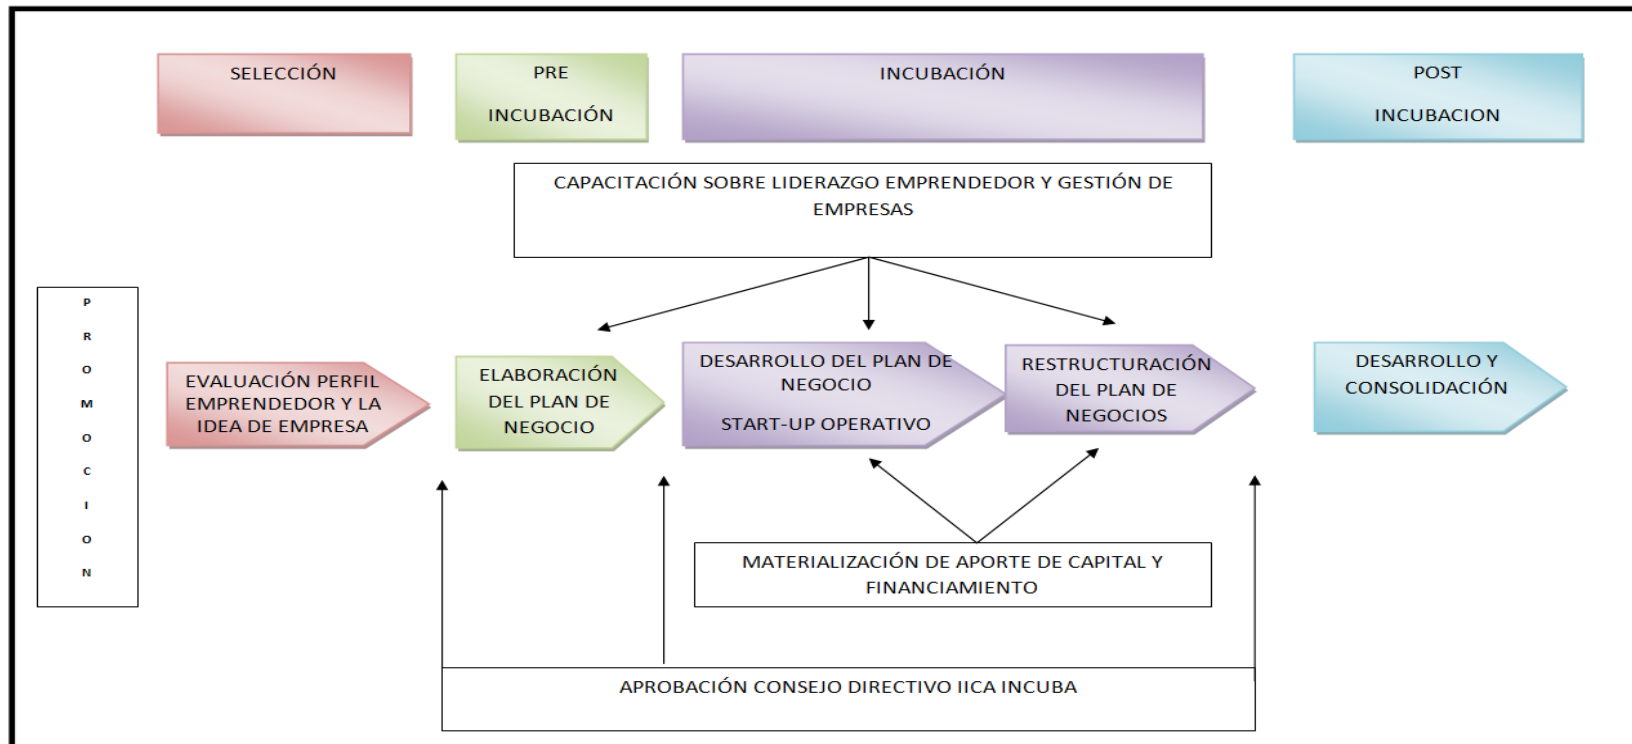 SELECCIÓN
PRE
INCUBACIÓN
INCUBACIÓN
POST
INCUBACION
CAPACITACIÓN SOBRE LIDERAZGO EMPRENDEDOR Y GESTIÓN DE
EMPRESAS
P
R
O
M
O
C
I
O
N
EVALUACIÓN PERFIL
EMPRENDEDOR Y LA
IDEA DE EMPRESA
ELABORACIÓN
DEL PLAN DE
NEGOCIO
DESARROLLO DEL PLAN DE
NEGOCIO
START-UP OPERATIVO
RESTRUCTURACIÓN
DEL PLAN DE
NEGOCIOS
DESARROLLO Y
CONSOLIDACIÓN
MATERIALIZACIÓN DE APORTE DE CAPITAL Y
FINANCIAMIENTO
APROBACIÓN CONSEJO DIRECTIVO IICA INCUBA